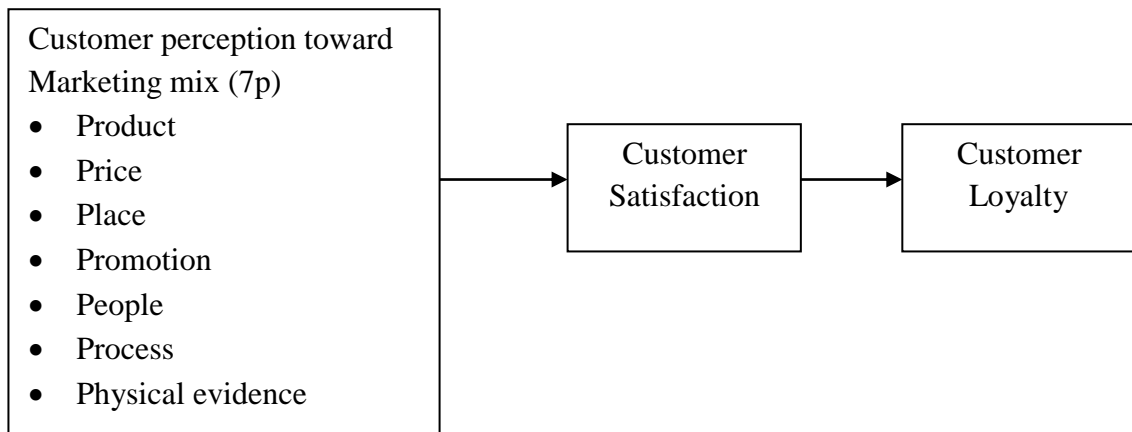 Customer perception toward
Marketing mix (7p)
• Product
• Price
• Place
• Promotion
• People
• Process
• Physical evidence
Customer
Satisfaction
Customer
Loyalty